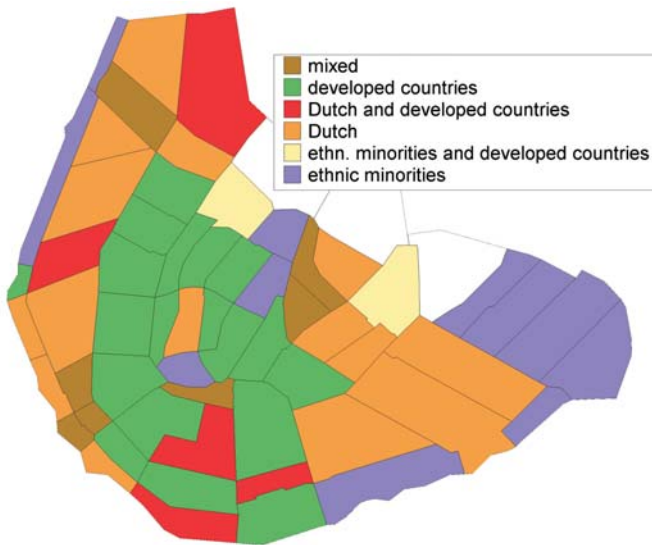 mixed
developed countries
Dutch and developed countries
Dutch
ethn. minorities and developed countries
ethnic minorities